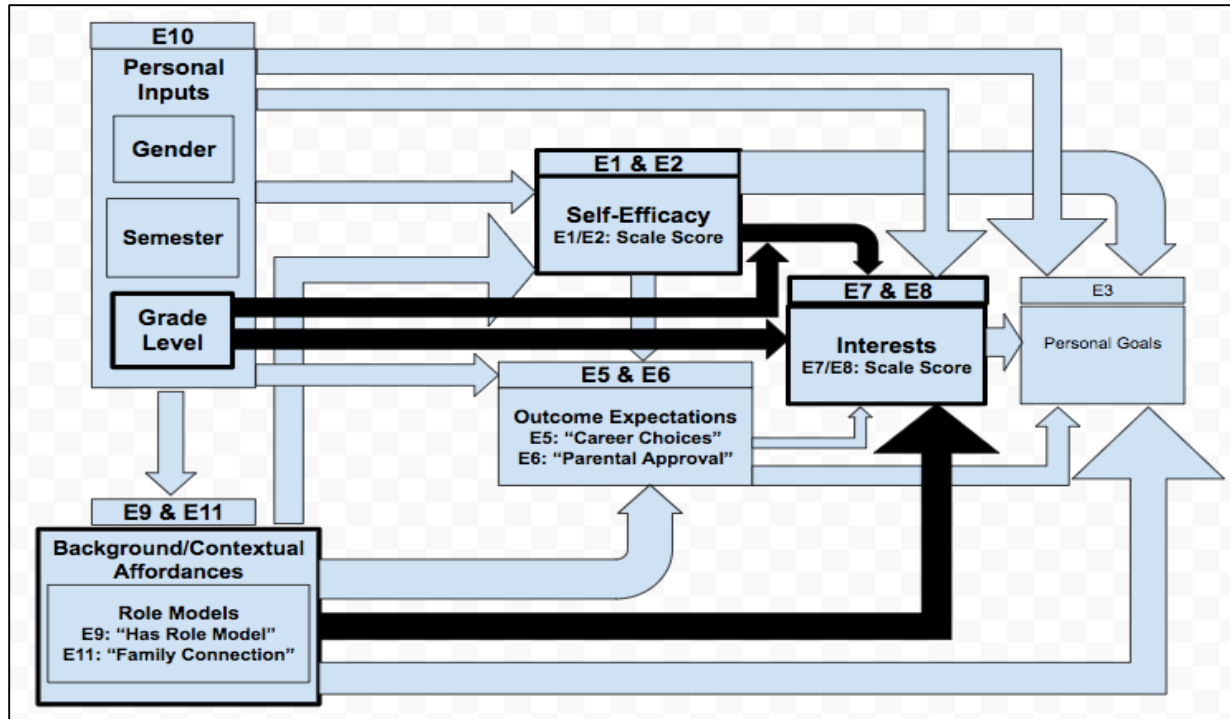 E10
Personal
Inputs
Gender
Semester
Grade
Level
E1 & E2
Self-Efficacy
E1/E2: Scale Score
E7 & E8
Interests
E7/E8: Scale Score
E3
Personal Goals
E5 & E6
Outcome Expectations
E5: “Career Choices”
E6: “Parental Approval”
E9 & E11
Background/Contextual
Affordances
Role Models
E9: “Has Role Model”
E11: “Family Connection”